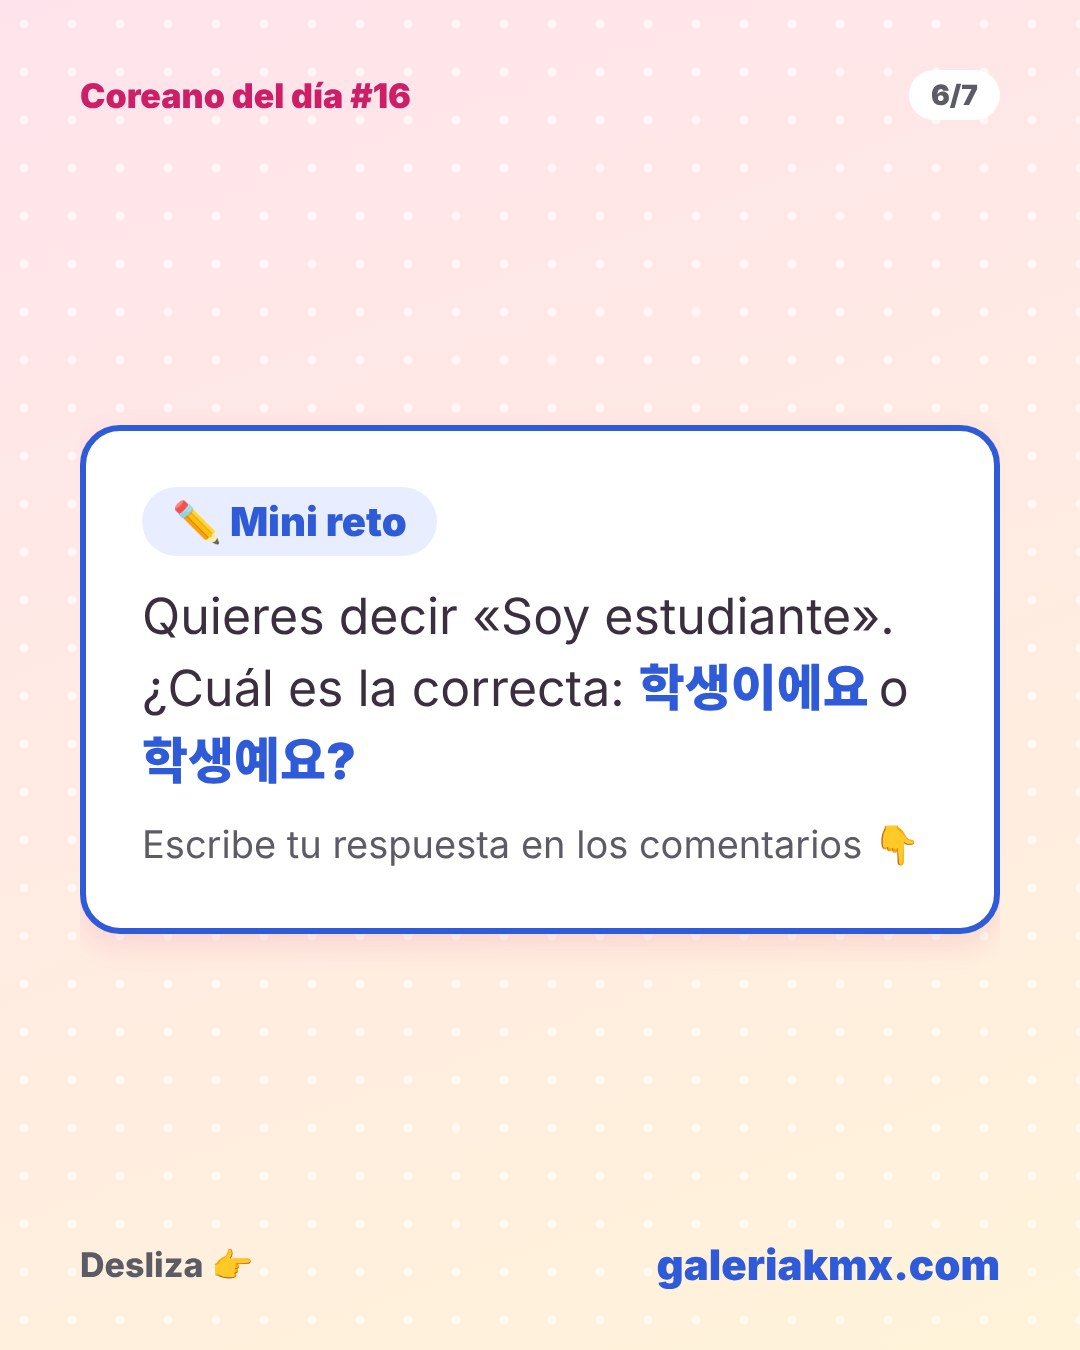 Coreano del día #16
6/7
✏️ Mini reto
Quieres decir «Soy estudiante».
¿Cuál es la correcta: 학생이에요 o
학생예요?
Escribe tu respuesta en los comentarios 👇
Desliza 👉
galeriakmx.com